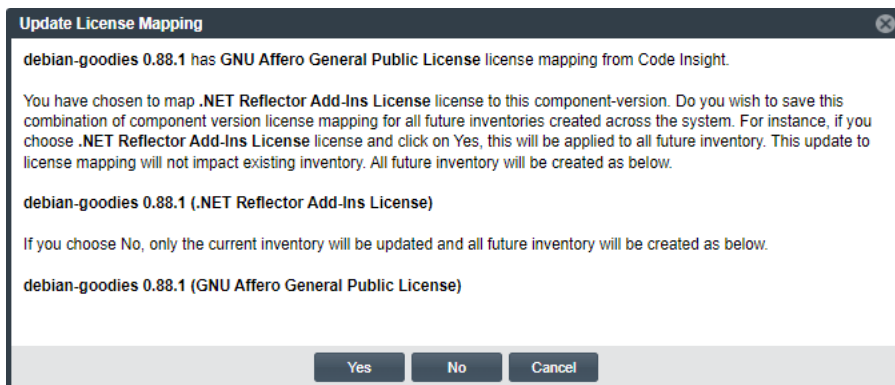 Update License Mapping
debian-goodies 0.88.1 has GNU Affero General Public License license mapping from Code Insight.
You have chosen to map .NET Reflector Add-Ins License license to this component-version. Do you wish to save this
combination of component version license mapping for all future inventories created across the system. For instance, if you
choose .NET Reflector Add-Ins License license and click on Yes, this will be applied to all future inventory. This update to
license mapping will not impact existing inventory. All future inventory will be created as below.
debian-goodies 0.88.1 (.NET Reflector Add-Ins License)
If you choose No, only the current inventory will be updated and all future inventory will be created as below.
debian-goodies 0.88.1 (GNU Affero General Public License)
Yes No Cancel